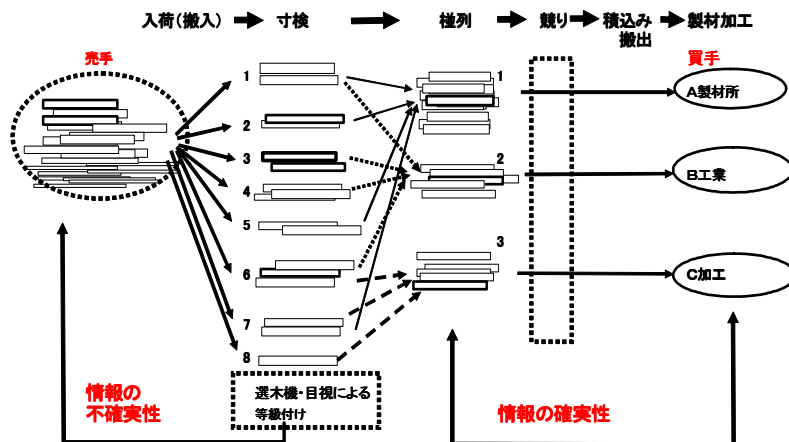 入荷(搬入)
寸検
椪列
競り
積込み
搬出
製材加工
売手
買手
1
2
3
4
5
6
7
8
1
2
3
A製材所
B工業
C加工
情報の
不確実性
選木機・目視による
等級付け
情報の確実性